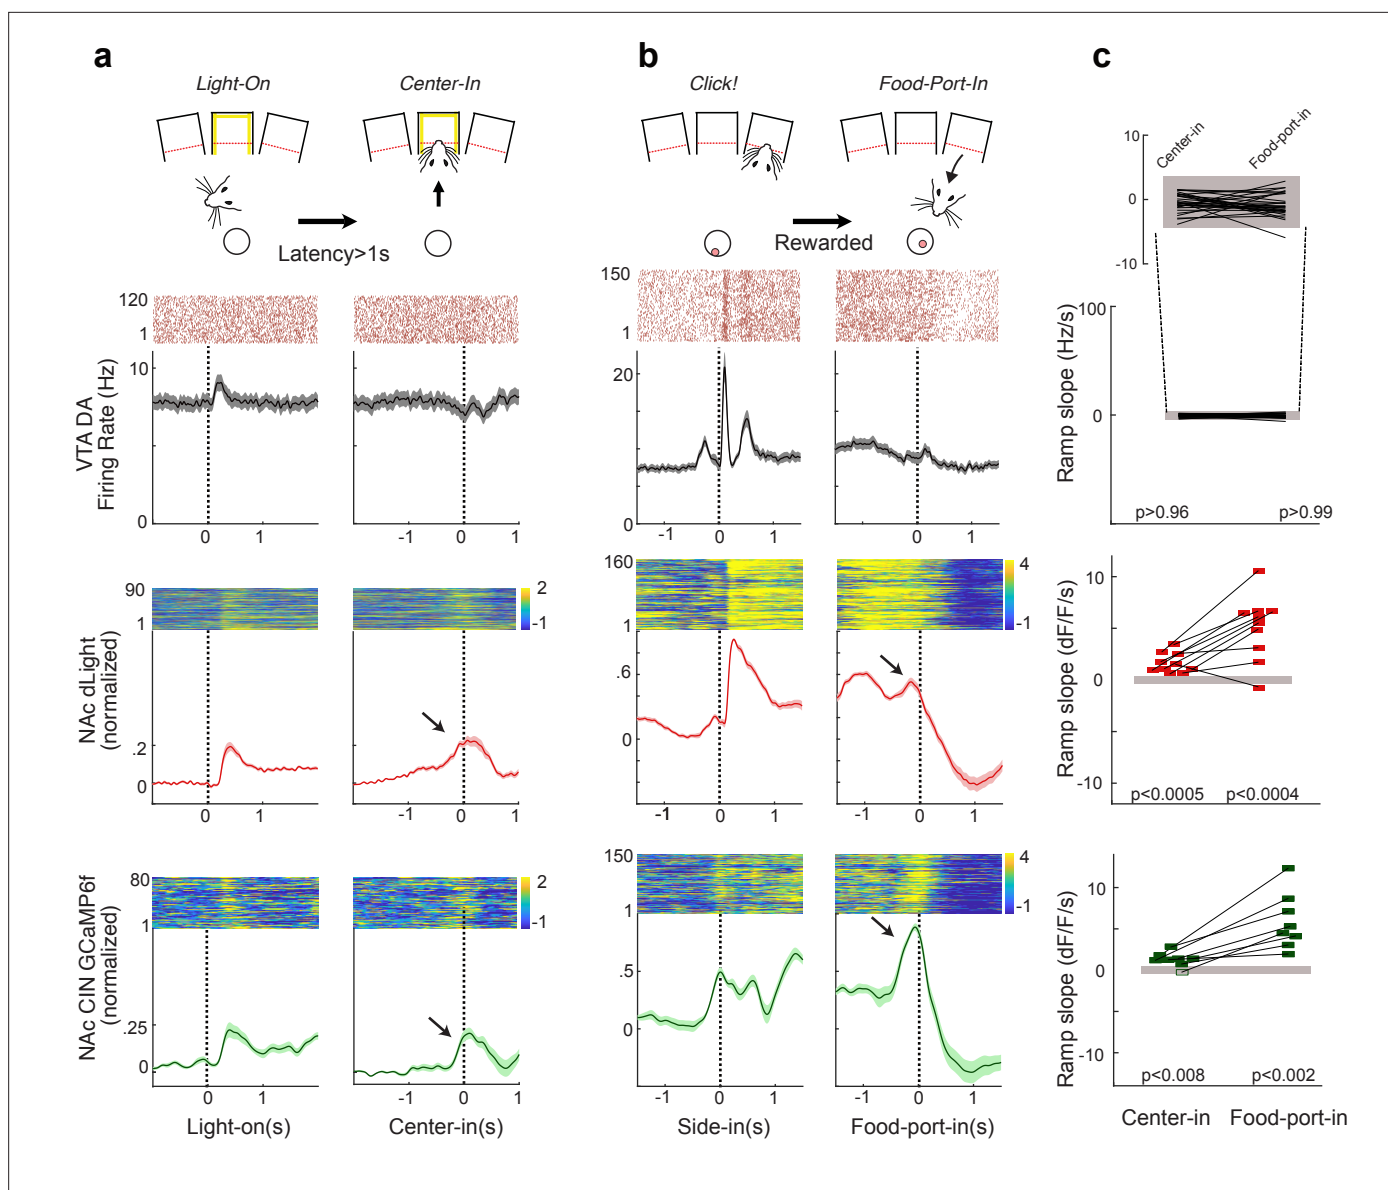 a
b
c
Light-On
Center-In
Click!
Food-Port-In
Latency>1s
Rewarded
10
0
-10
Center-in
Food-port-in
120
1
150
1
VTA DA
Firing Rate (Hz)
10
0
0
1
-1
0
1
20
0
-1
0
1
-1
0
1
Ramp slope (Hz/s)
100
0
p>0.96
p>0.99
90
1
2
-1
160
1
4
-1
NAc dLight
(normalized)
.2
0
0
1
-1
0
1
1
.6
0
-1
0
1
-1
0
1
Ramp slope (dF/F/s)
10
0
-10
p<0.0005
p<0.0004
80
1
2
-1
150
1
4
-1
NAc CIN GCaMP6f
(normalized)
.25
0
0
1
-1
0
1
.5
0
-1
0
1
-1
0
1
Ramp slope (dF/F/s)
10
0
-10
p<0.008
p<0.002
Light-on(s)
Center-in(s)
Side-in(s)
Food-port-in(s)
Center-in
Food-port-in